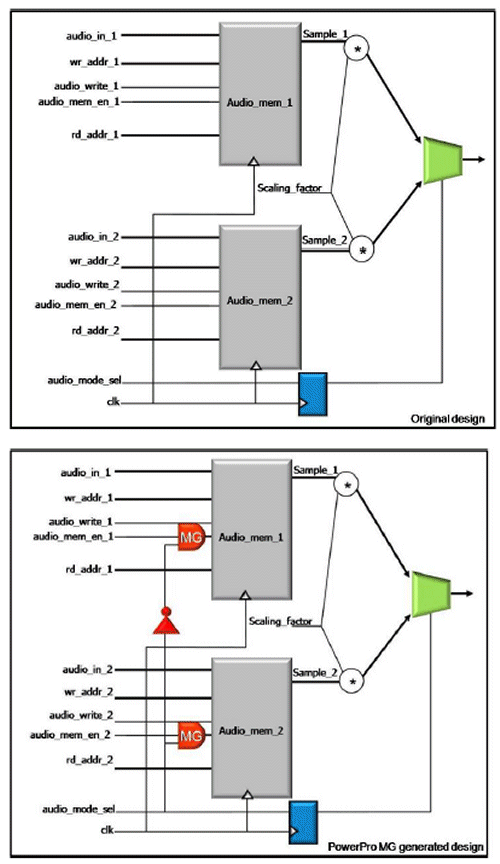 audio_in_1
Sample_1
*
wr_addr_1
audio_write_1
audio_mem_en_1
Audio_mem_1
rd_addr_1
Scaling_factor
audio_in_2
Sample_2
*
wr_addr_2
audio_write_2
audio_mem_en_2
Audio_mem_2
rd_addr_2
audio_mode_sel
clk
Original design
audio_in_1
Sample_1
*
wr_addr_1
audio_write_1
audio_mem_en_1
MG
Audio_mem_1
rd_addr_1
Scaling_factor
audio_in_2
Sample_2
*
wr_addr_2
audio_write_2
audio_mem_en_2
MG
Audio_mem_2
rd_addr_2
audio_mode_sel
clk
PowerPro MG generated design